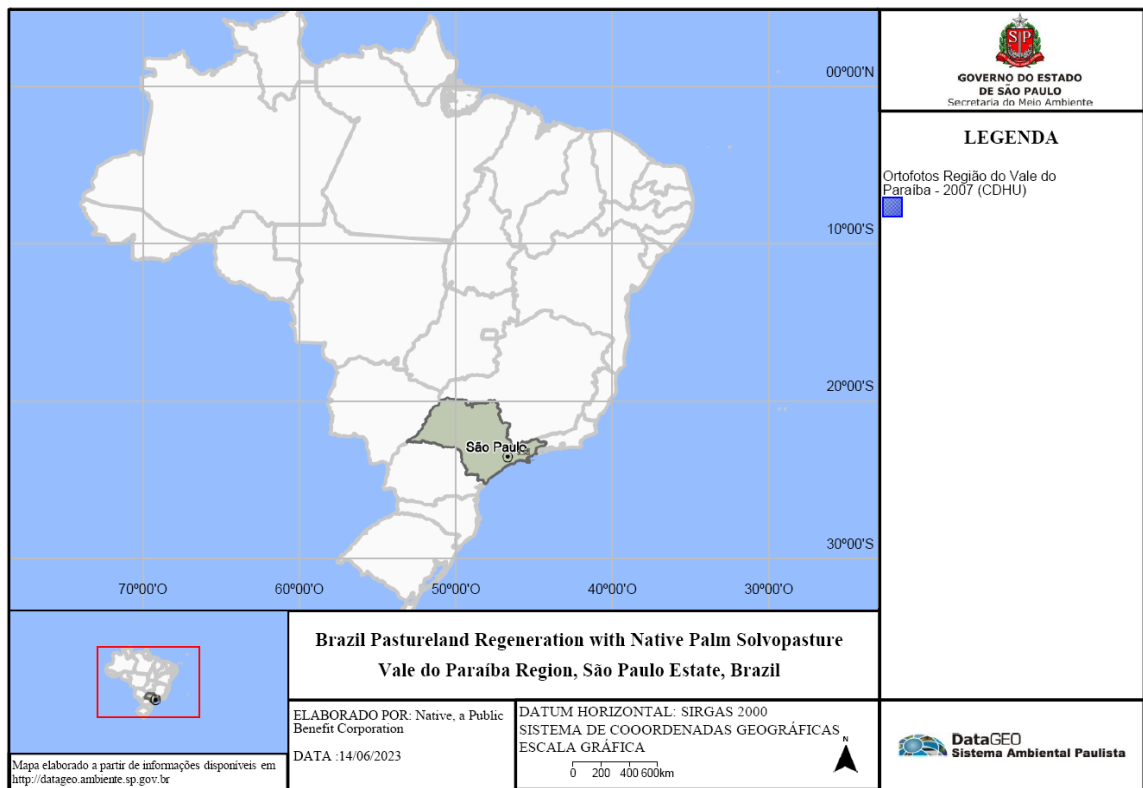 GOVERNO DO ESTADO
DE SÃO PAULO
Secretaria do Meio Ambiente
LEGENDA
Ortofotos Região do Vale do
Paraíba - 2007 (CDHU)
00º00'N
10º00'S
20º00'S
São Paulo
30º00'S
70º00'O
60º00'O
50º00'O
40º00'O
30º00'O
Brazil Pastureland Regeneration with Native Palm Solvopasture
Vale do Paraíba Region, São Paulo Estate, Brazil
ELABORADO POR: Native, a Public
Benefit Corporation
DATA :14/06/2023
DATUM HORIZONTAL: SIRGAS 2000
SISTEMA DE COOORDENADAS GEOGRÁFICAS
ESCALA GRÁFICA
0 200 400 600km
N
Mapa elaborado a partir de informações disponíveis em
http://datageo.ambiente.sp.gov.br
DataGEO
Sistema Ambiental Paulista